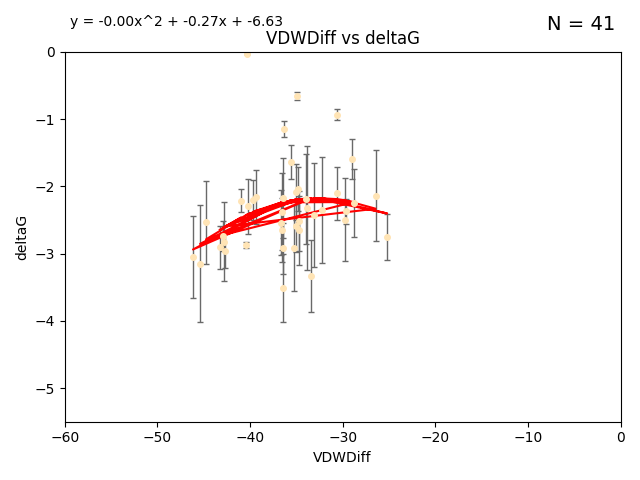 y = -0.00x^2 + -0.27x + -6.63
N = 41
VDWDiff vs deltaG
0
−1
−2
−3
−4
−5
deltaG
−60 −50 −40 −30 −20 −10 0
VDWDiff